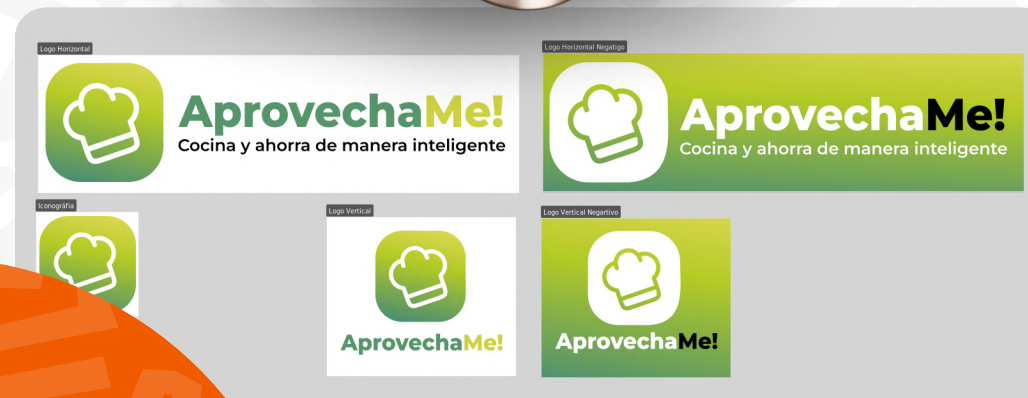 Logo Horizontal
AprovechaMe!
Cocina y ahorra de manera inteligente
Logo Horizontal Negatigo
AprovechaMe!
Cocina y ahorra de manera inteligente
Iconográfia
Logo Vertical
AprovechaMe!
Logo Vertical Negartivo
AprovechaMe!